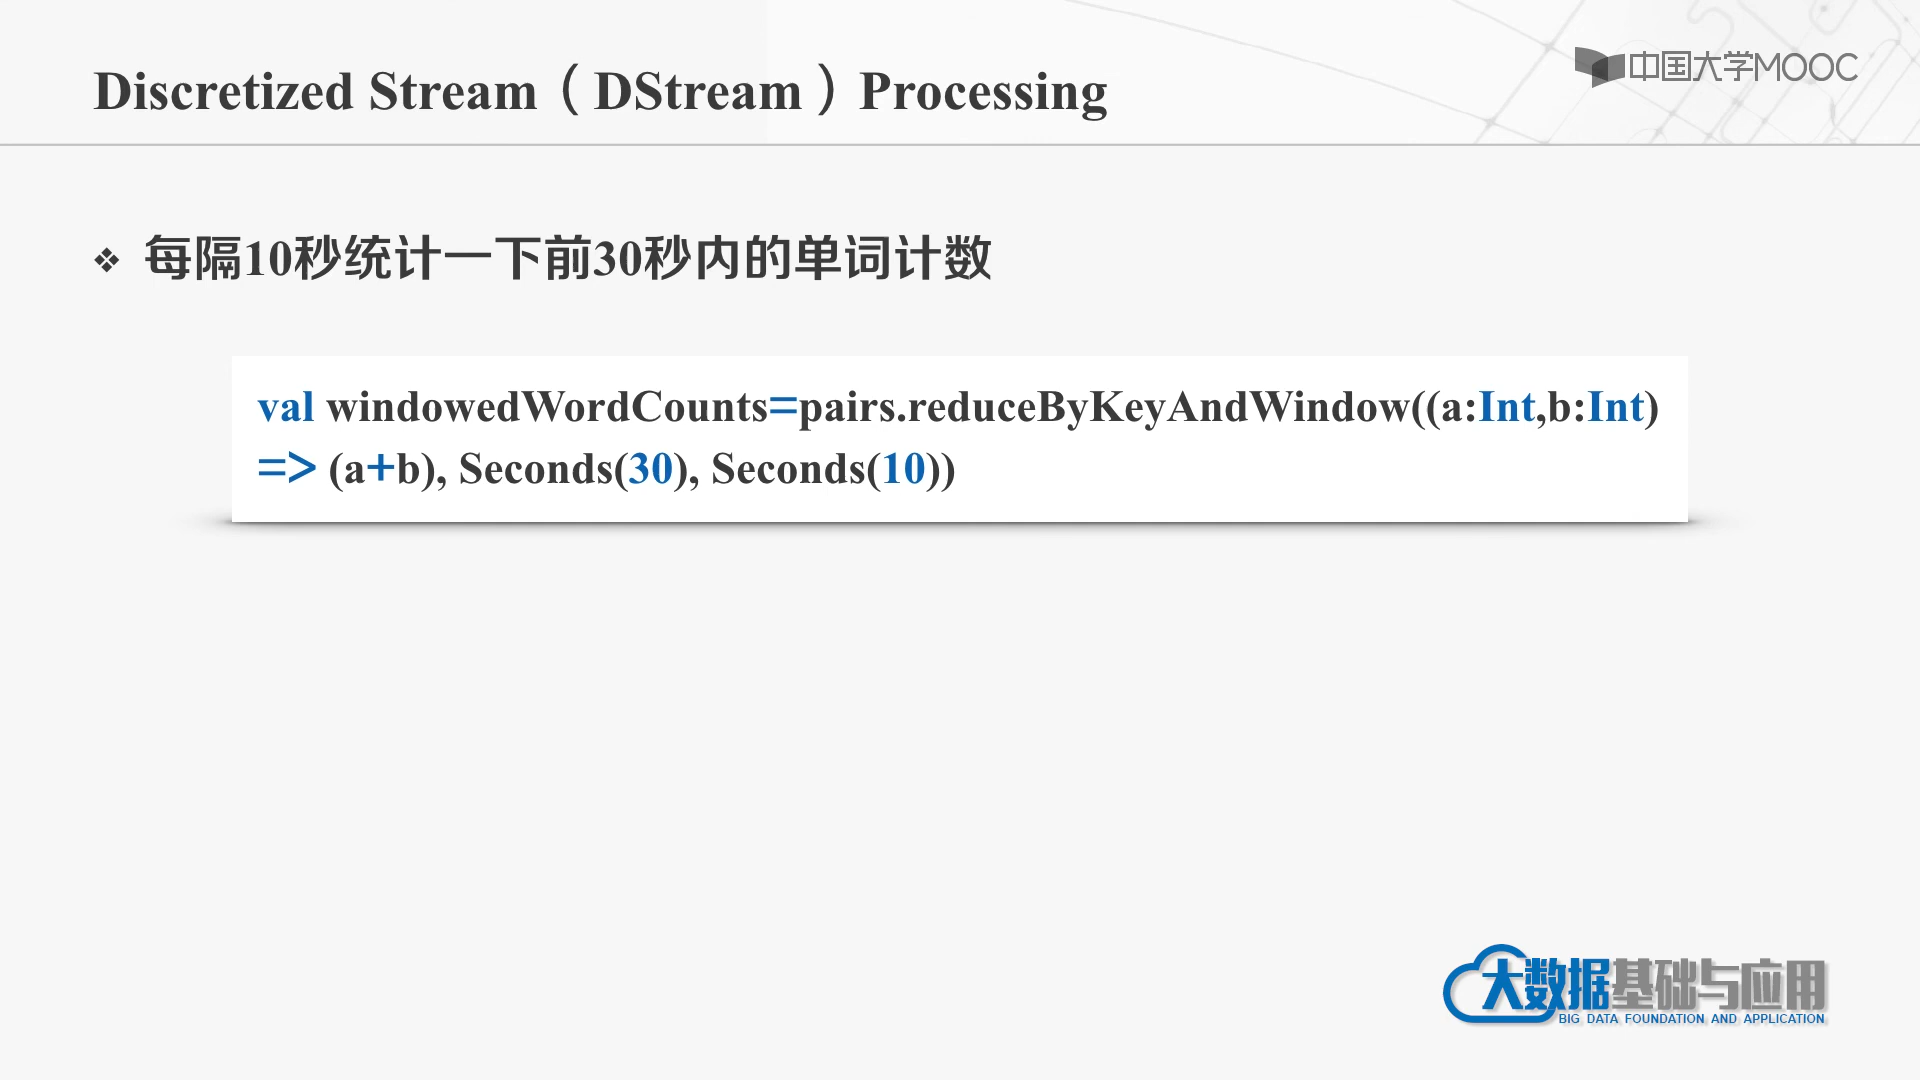 Discretized Stream（DStream）Processing
中国大学MOOC
❖ 每隔10秒统计一下前30秒内的单词计数
val windowedWordCounts=pairs.reduceByKeyAndWindow((a:Int,b:Int)
=> (a+b), Seconds(30), Seconds(10))
大数据基础与应用
BIG DATA FOUNDATION AND APPLICATION